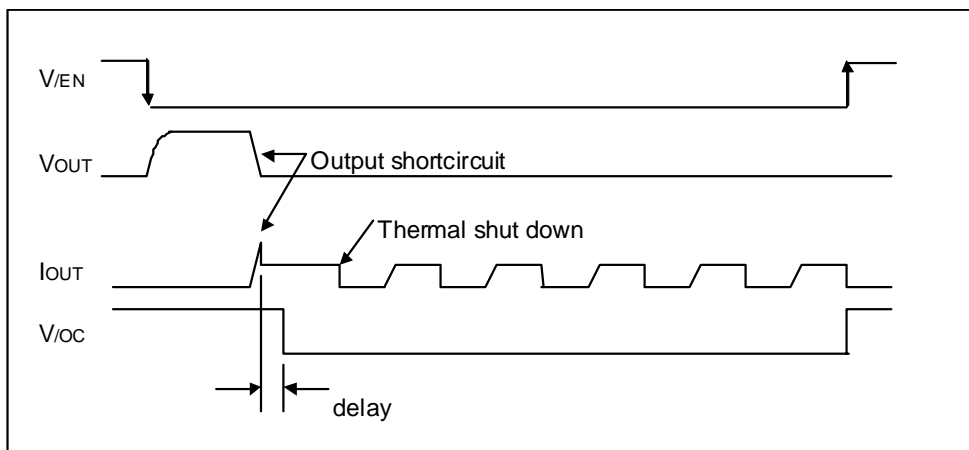 V/EN
VOUT
Output shortcircuit
Thermal shut down
IOUT
V/OC
delay